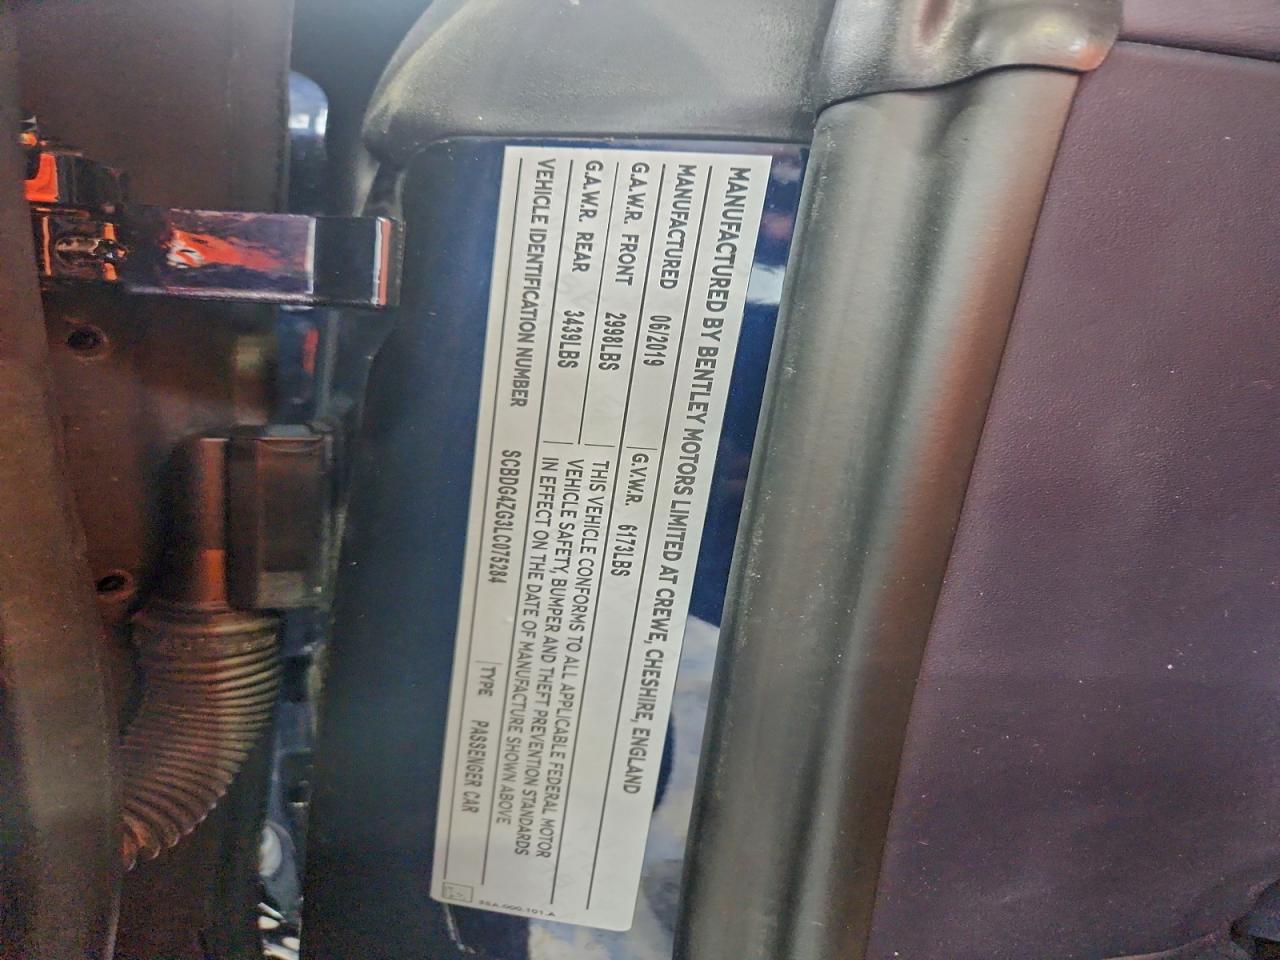 MANUFACTURED BY BENTLEY MOTORS LIMITED AT CREWE, CHESHIRE, ENGLAND
MANUFACTURED 06/2019 G.V.W.R. 6173LBS
G.A.W.R. FRONT 2998LBS
G.A.W.R. REAR 3439LBS
THIS VEHICLE CONFORMS TO ALL APPLICABLE FEDERAL MOTOR
VEHICLE SAFETY, BUMPER AND THEFT PREVENTION STANDARDS
IN EFFECT ON THE DATE OF MANUFACTURE SHOWN ABOVE
VEHICLE IDENTIFICATION NUMBER SCBDG4ZG3LC075284 TYPE PASSENGER CAR